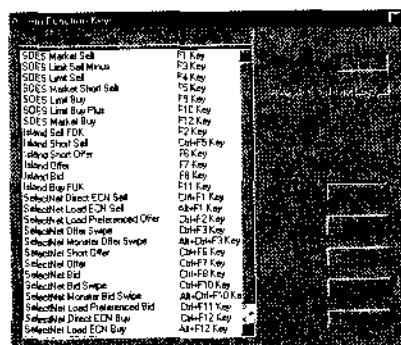 Function Keys
SOES Market Sell F1 Key
SOES Limit Sell Minus F3 Key
SOES Limit Sell F4 Key
SOES Market Short Sell F5 Key
SOES Limit Buy F9 Key
SOES Limit Buy Plus F10 Key
SOES Market Buy F12 Key
Island Sell FOK F2 Key
Island Short Sell Ctrl+F5 Key
Island Short Offer F6 Key
Island Offer F7 Key
Island Bid F8 Key
Island Buy FOK F11 Key
SelectNet Direct ECN Sell Ctrl+F1 Key
SelectNet Load ECN Sell Alt+F1 Key
SelectNet Load Preferenced Offer Ctrl+F2 Key
SelectNet Offer Swipe Ctrl+F3 Key
SelectNet Monster Offer Swipe Alt+Ctrl+F3 Key
SelectNet Short Offer Ctrl+F6 Key
SelectNet Offer Ctrl+F7 Key
SelectNet Bid Ctrl+F8 Key
SelectNet Bid Swipe Ctrl+F10 Key
SelectNet Monster Bid Swipe Alt+Ctrl+F10 Ke
SelectNet Load Preferenced Bid Ctrl+F11 Key
SelectNet Direct ECN Buy Ctrl+F12 Key
SelectNet Load ECN Buy Alt+F12 Key